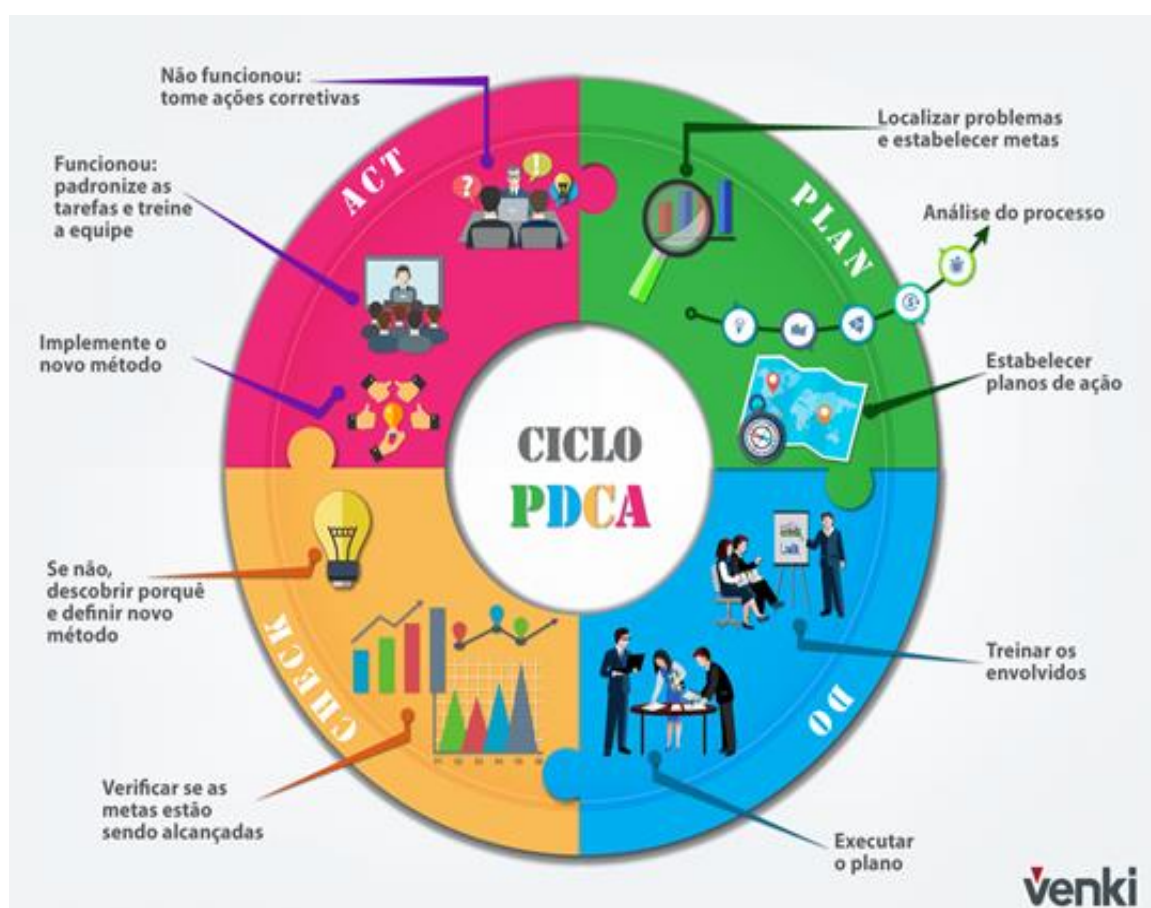 Não funcionou:
tome ações corretivas
Localizar problemas
e estabelecer metas
Funcionou:
padronize as
tarefas e treine
a equipe
ACT
PLAN
Análise do processo
Implemente o
novo método
Estabelecer
planos de ação
CICLO
PDCA
Se não,
descobrir porquê
e definir novo
método
CHECK
DO
Treinar os
envolvidos
Verificar se as
metas estão
sendo alcançadas
Executar
o plano
venki